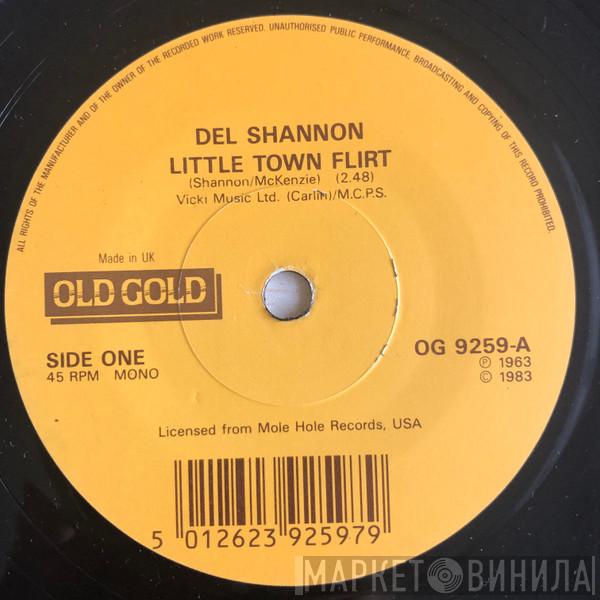 ALL RIGHTS OF THE MANUFACTURER AND OF THE OWNER OF THE RECORDED WORK RESERVED. UNAUTHORISED PUBLIC PERFORMANCE, BROADCASTING AND COPYING OF THIS RECORD PROHIBITED.
DEL SHANNON
LITTLE TOWN FLIRT
(Shannon/McKenzie) (2.48)
Vicki Music Ltd. (Carlin)/M.C.P.S.
Made in UK
OLD GOLD
SIDE ONE
45 RPM MONO
OG 9259-A
Ⓟ 1963
© 1983
Licensed from Mole Hole Records, USA
5 012623 925979
МАРКЕТ ВИНИЛА